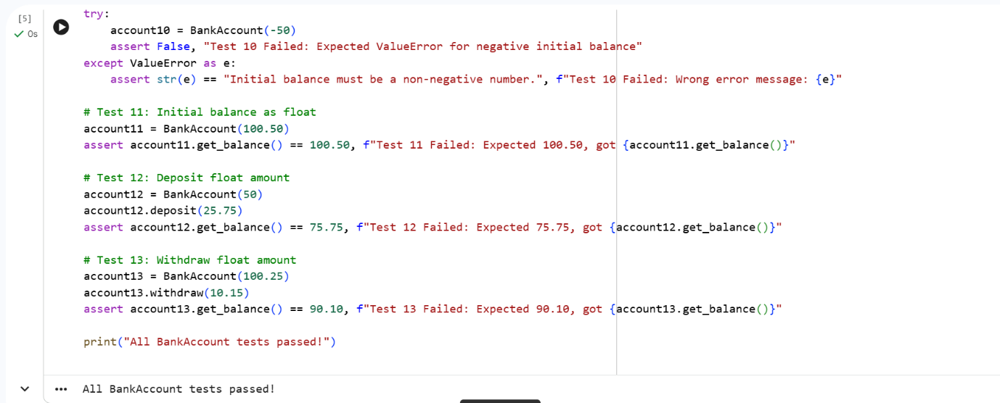 [5]
0s
try:
    account10 = BankAccount(-50)
    assert False, "Test 10 Failed: Expected ValueError for negative initial balance"
except ValueError as e:
    assert str(e) == "Initial balance must be a non-negative number.", f"Test 10 Failed: Wrong error message: {e}"

# Test 11: Initial balance as float
account11 = BankAccount(100.50)
assert account11.get_balance() == 100.50, f"Test 11 Failed: Expected 100.50, got {account11.get_balance()}"

# Test 12: Deposit float amount
account12 = BankAccount(50)
account12.deposit(25.75)
assert account12.get_balance() == 75.75, f"Test 12 Failed: Expected 75.75, got {account12.get_balance()}"

# Test 13: Withdraw float amount
account13 = BankAccount(100.25)
account13.withdraw(10.15)
assert account13.get_balance() == 90.10, f"Test 13 Failed: Expected 90.10, got {account13.get_balance()}"

print("All BankAccount tests passed!")
All BankAccount tests passed!